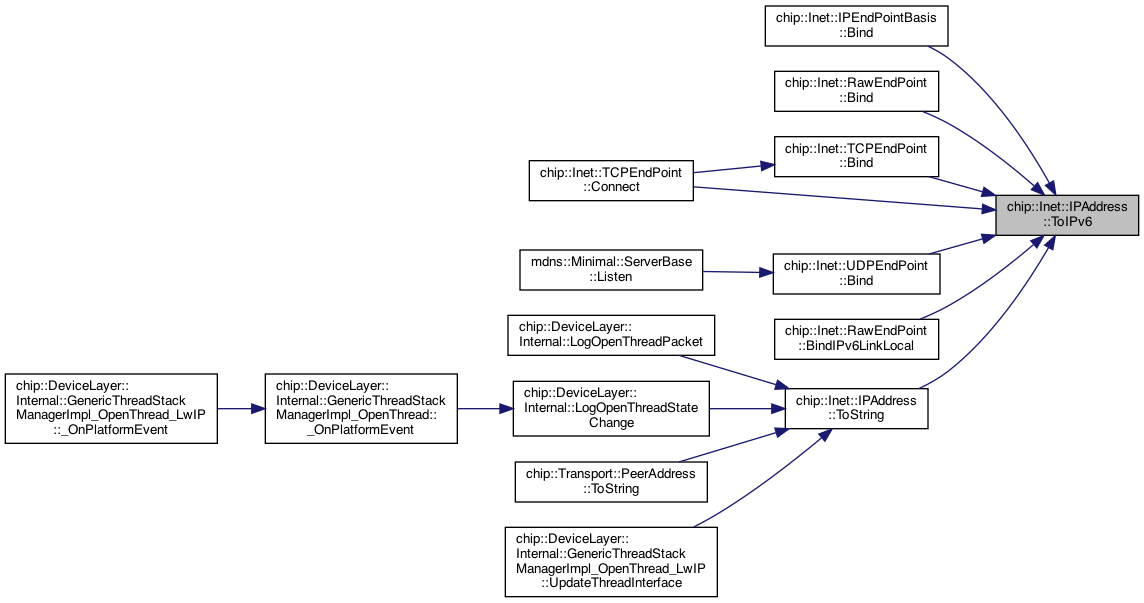 chip::Inet::IPEndPointBasis
::Bind
chip::Inet::RawEndPoint
::Bind
chip::Inet::TCPEndPoint
::Bind
chip::Inet::TCPEndPoint
::Connect
chip::Inet::IPAddress
::ToIPv6
mdns::Minimal::ServerBase
::Listen
chip::Inet::UDPEndPoint
::Bind
chip::DeviceLayer::
Internal::LogOpenThreadPacket
chip::Inet::RawEndPoint
::BindIPv6LinkLocal
chip::DeviceLayer::
Internal::GenericThreadStack
ManagerImpl_OpenThread_LwIP
::_OnPlatformEvent
chip::DeviceLayer::
Internal::GenericThreadStack
ManagerImpl_OpenThread::
_OnPlatformEvent
chip::DeviceLayer::
Internal::LogOpenThreadState
Change
chip::Inet::IPAddress
::ToString
chip::Transport::PeerAddress
::ToString
chip::DeviceLayer::
Internal::GenericThreadStack
ManagerImpl_OpenThread_LwIP
::UpdateThreadInterface